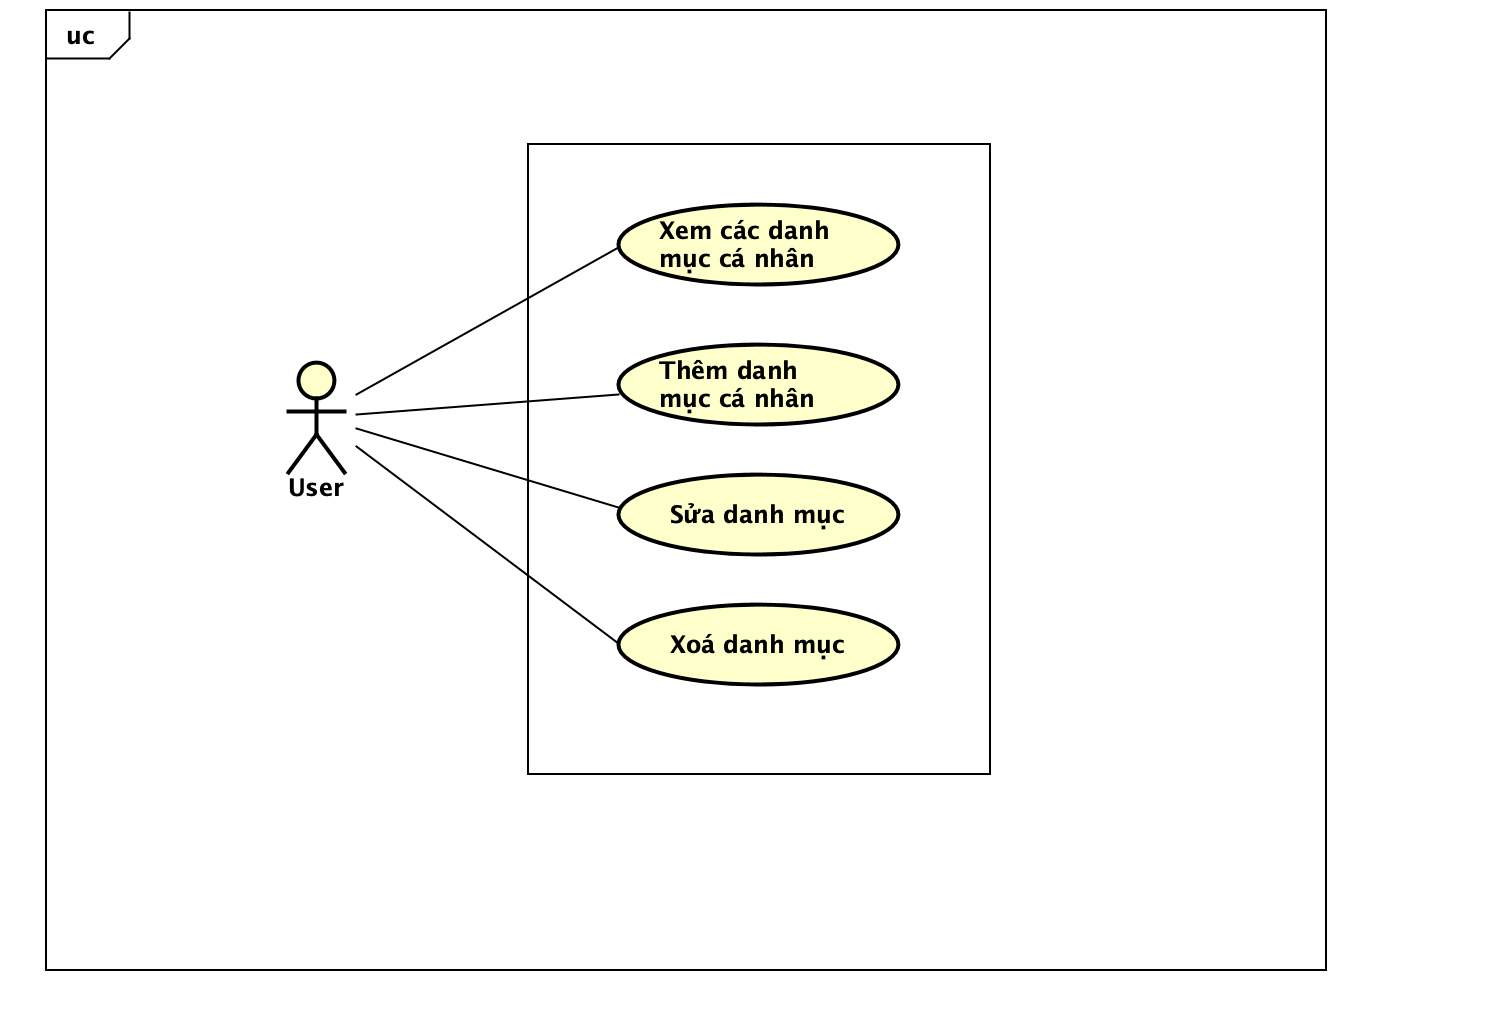 uc
Xem các danh
mục cá nhân
Thêm danh
mục cá nhân
User
Sửa danh mục
Xoá danh mục